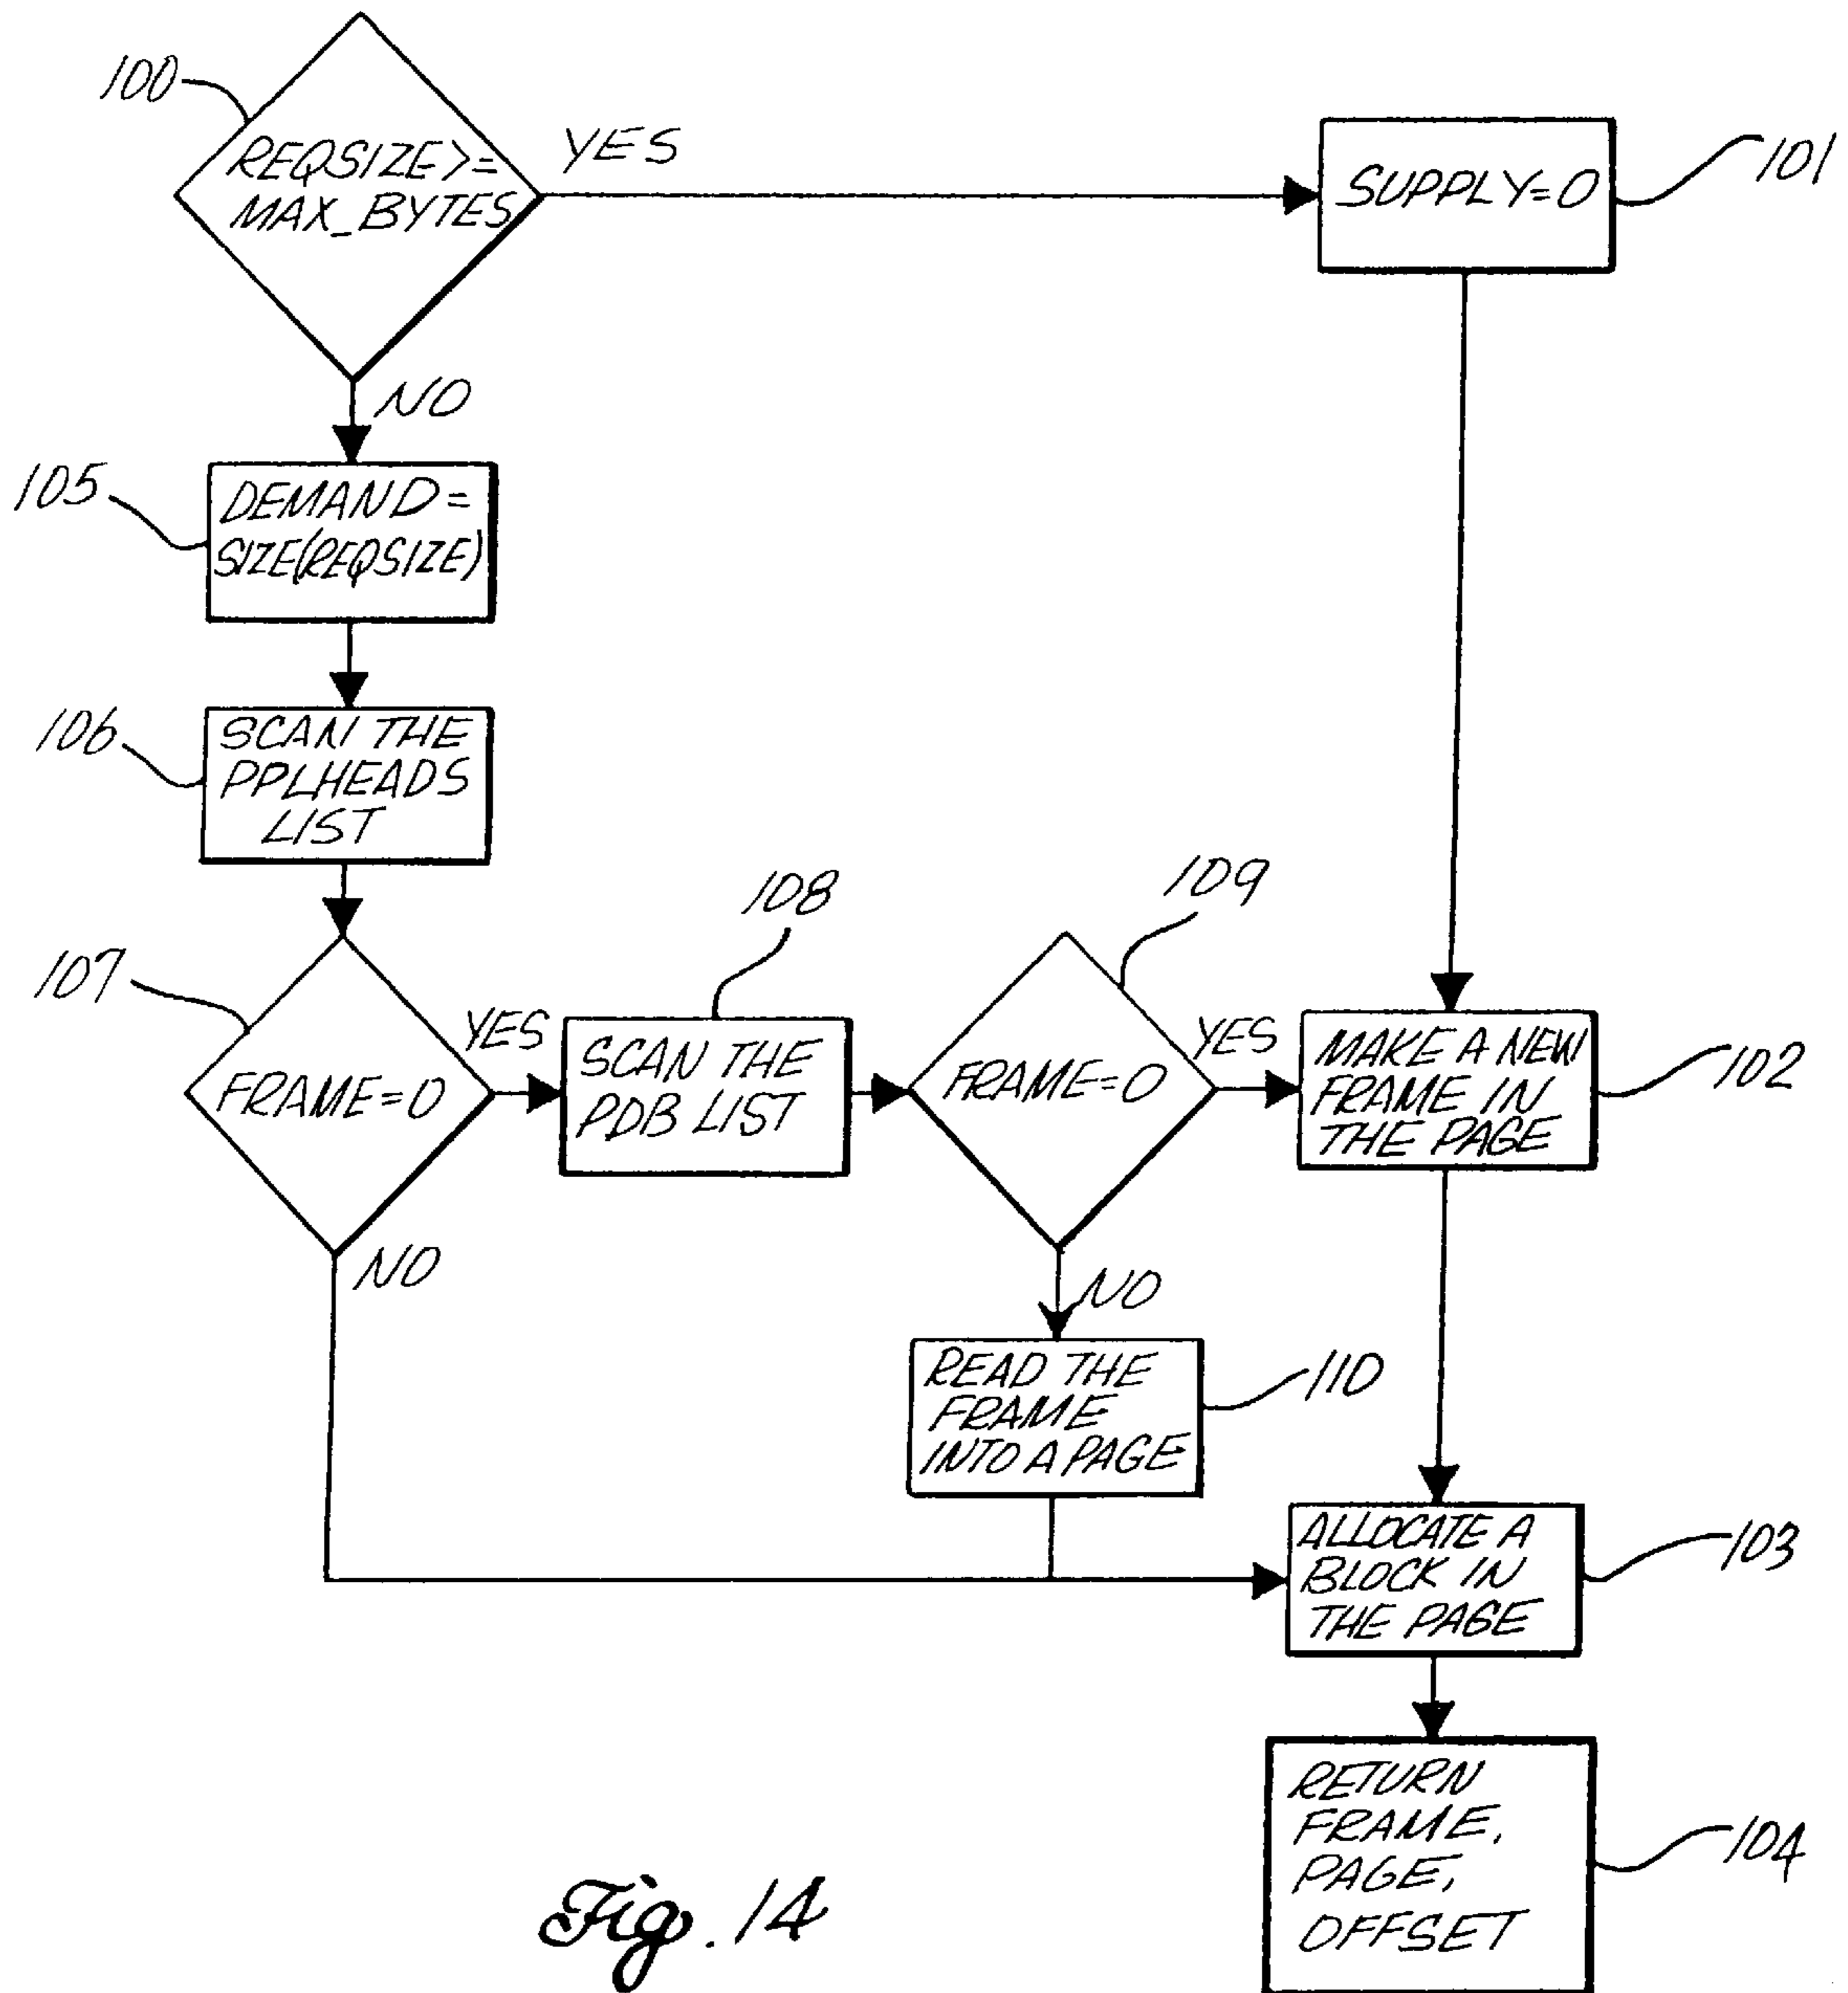 100
REQSIZE>=
MAX_BYTES
YES
SUPPLY=0
101
NO
105
DEMAND=
SIZE(REQSIZE)
106
SCAN THE
PPLHEADS
LIST
107
FRAME=0
YES
108
SCAN THE
PDB LIST
109
FRAME=0
YES
MAKE A NEW
FRAME IN
THE PAGE
102
NO
NO
READ THE
FRAME
INTO A PAGE
110
ALLOCATE A
BLOCK IN
THE PAGE
103
RETURN
FRAME,
PAGE,
OFFSET
104
Fig. 14